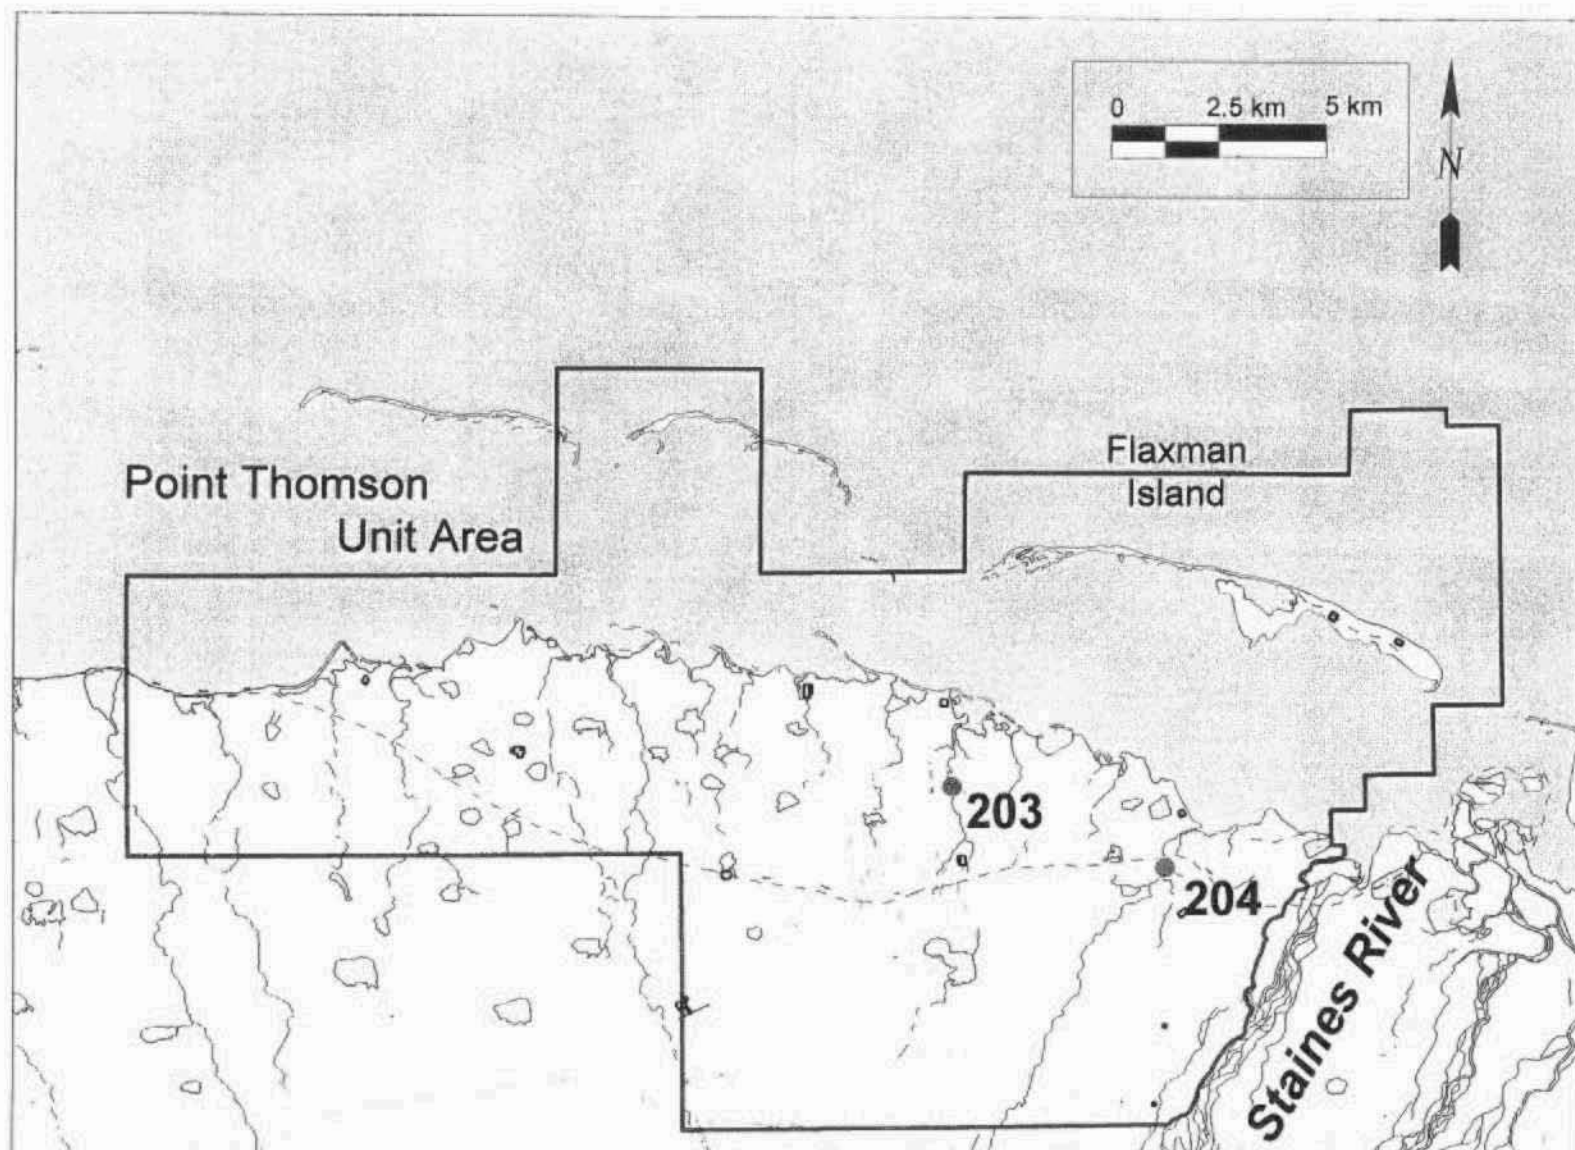 0 2.5 km 5 km
N
Flaxman
Island
Point Thomson
Unit Area
203
204
Staines River